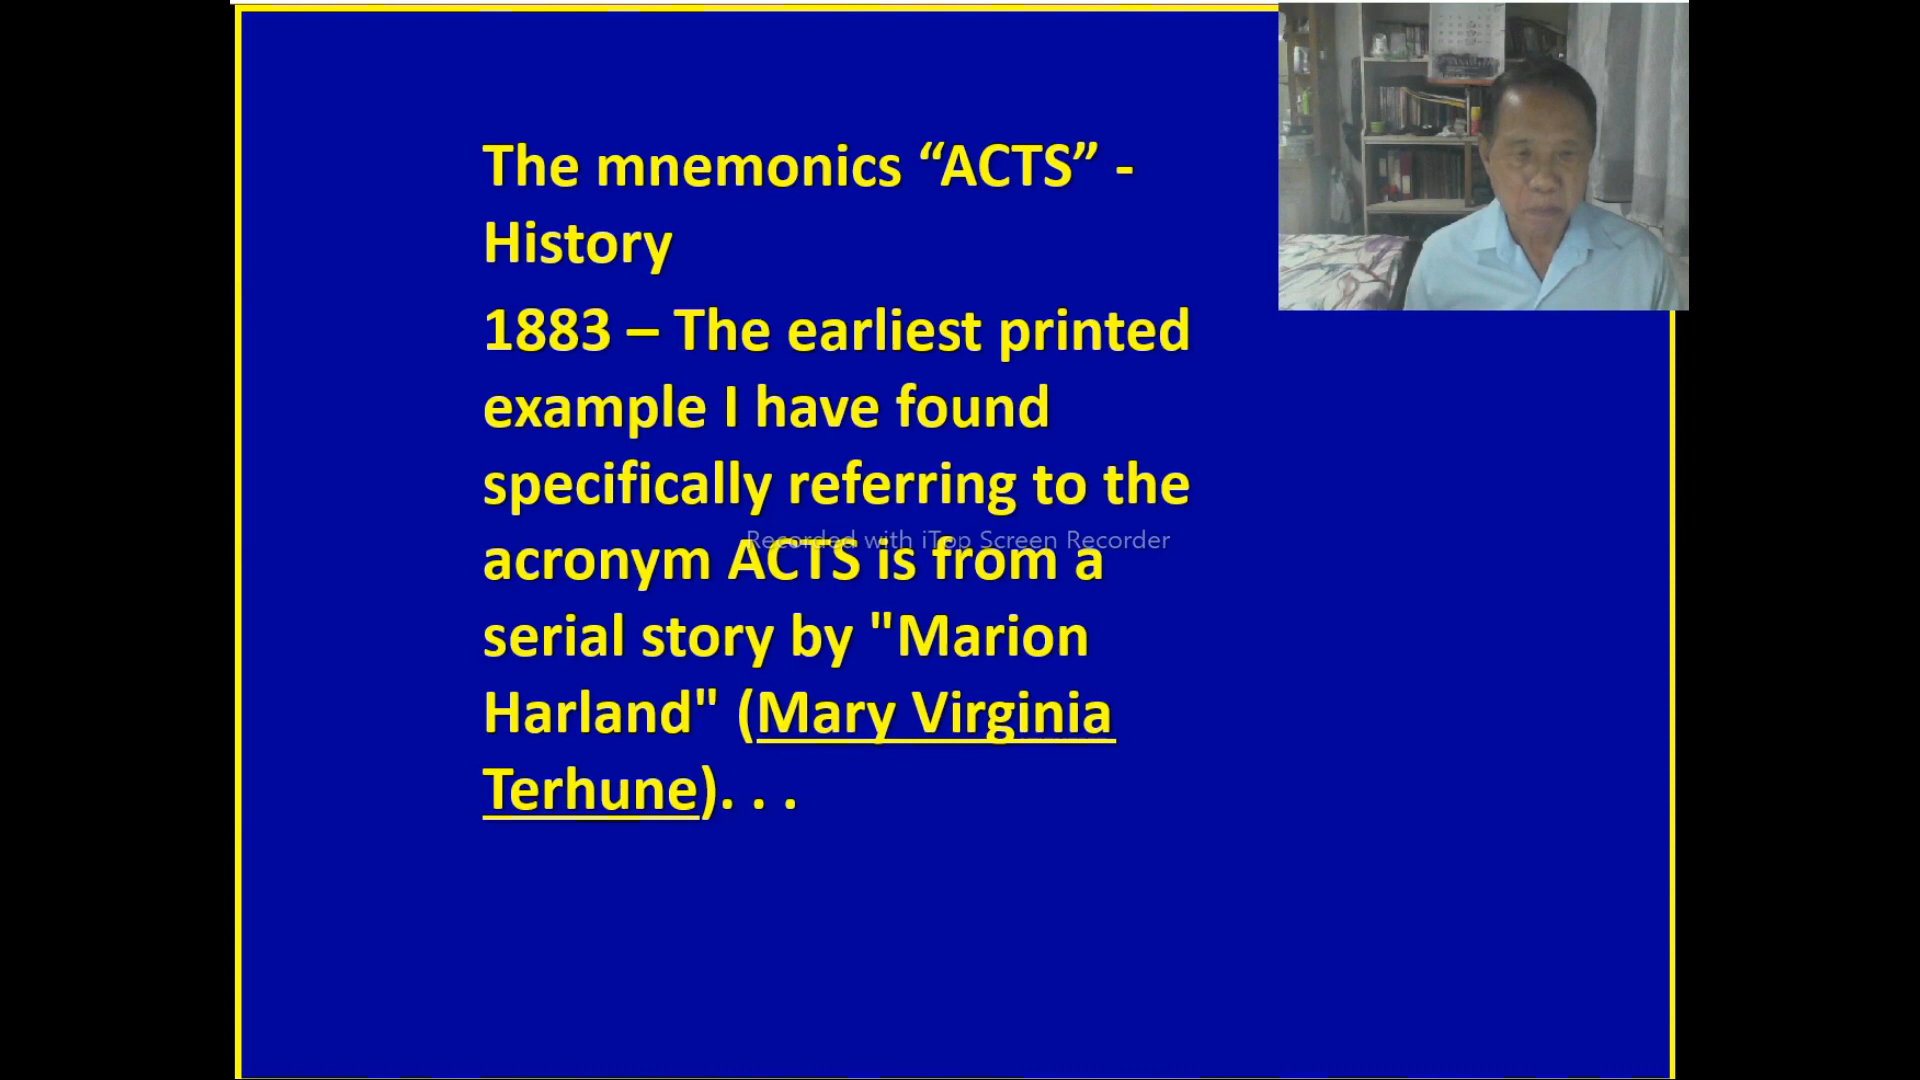 The mnemonics “ACTS” -
History
1883 – The earliest printed
example I have found
specifically referring to the
Recorded with iTop Screen Recorder
acronym ACTS is from a
serial story by "Marion
Harland" (Mary Virginia
Terhune). . .